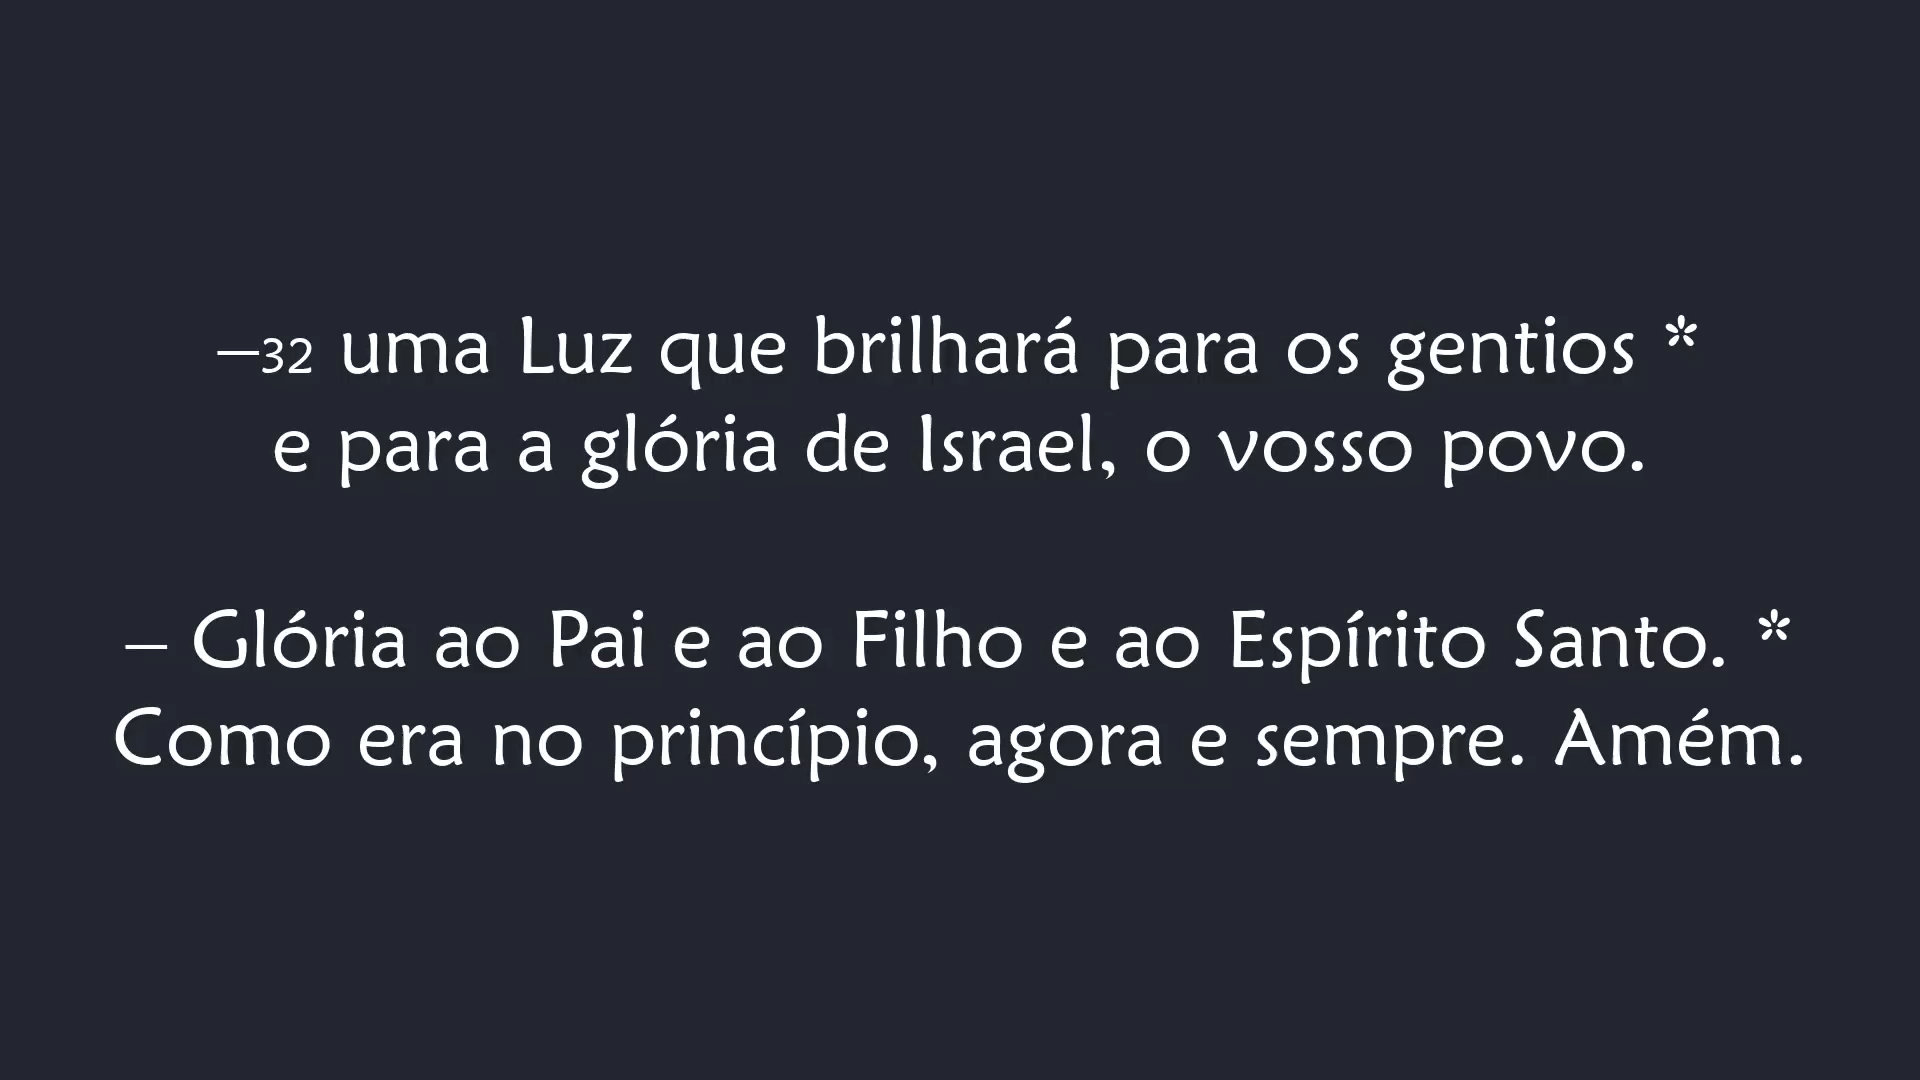 –32 uma Luz que brilhará para os gentios *
e para a glória de Israel, o vosso povo.
– Glória ao Pai e ao Filho e ao Espírito Santo. *
Como era no princípio, agora e sempre. Amém.